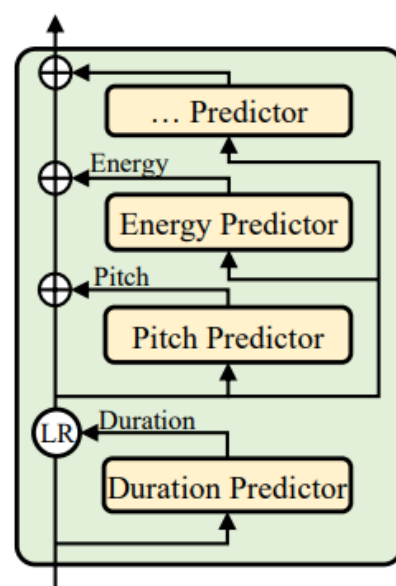 … Predictor
Energy
Energy Predictor
Pitch
Pitch Predictor
LR
Duration
Duration Predictor